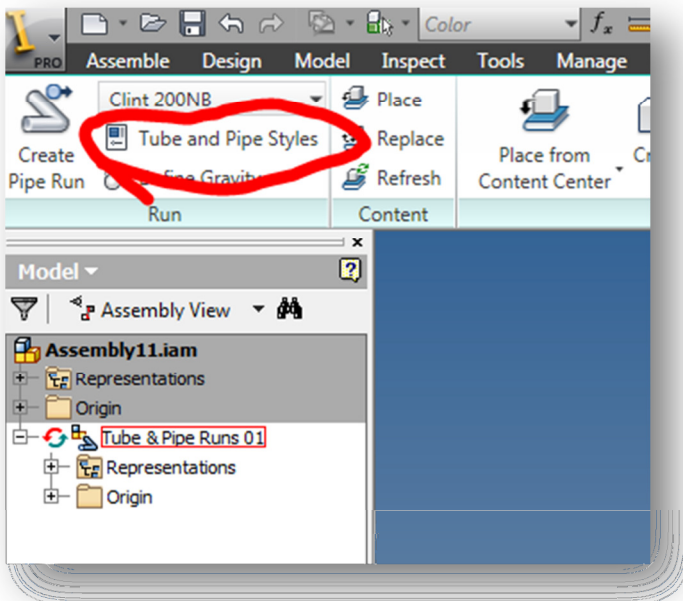 Color
PRO
Assemble Design Model Inspect Tools Manage
Clint 200NB
Place
Tube and Pipe Styles
Replace
Create
Pipe Run
Gravity
Refresh
Place from
Content Center
Run
Content
Model
Assembly View
Assembly11.iam
Representations
Origin
Tube & Pipe Runs 01
Representations
Origin